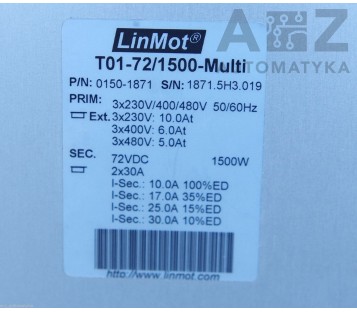 LinMot®
A Z
AUTOMATYKA
T01-72/1500-Multi
P/N: 0150-1871 S/N: 1871.5H3.019
PRIM: 3x230V/400/480V 50/60Hz
Ext. 3x230V: 10.0At
3x400V: 6.0At
3x480V: 5.0At
SEC. 72VDC 1500W
2x30A
I-Sec.: 10.0A 100%ED
I-Sec.: 17.0A 35%ED
I-Sec.: 25.0A 15%ED
I-Sec.: 30.0A 10%ED
http://www.linmot.com